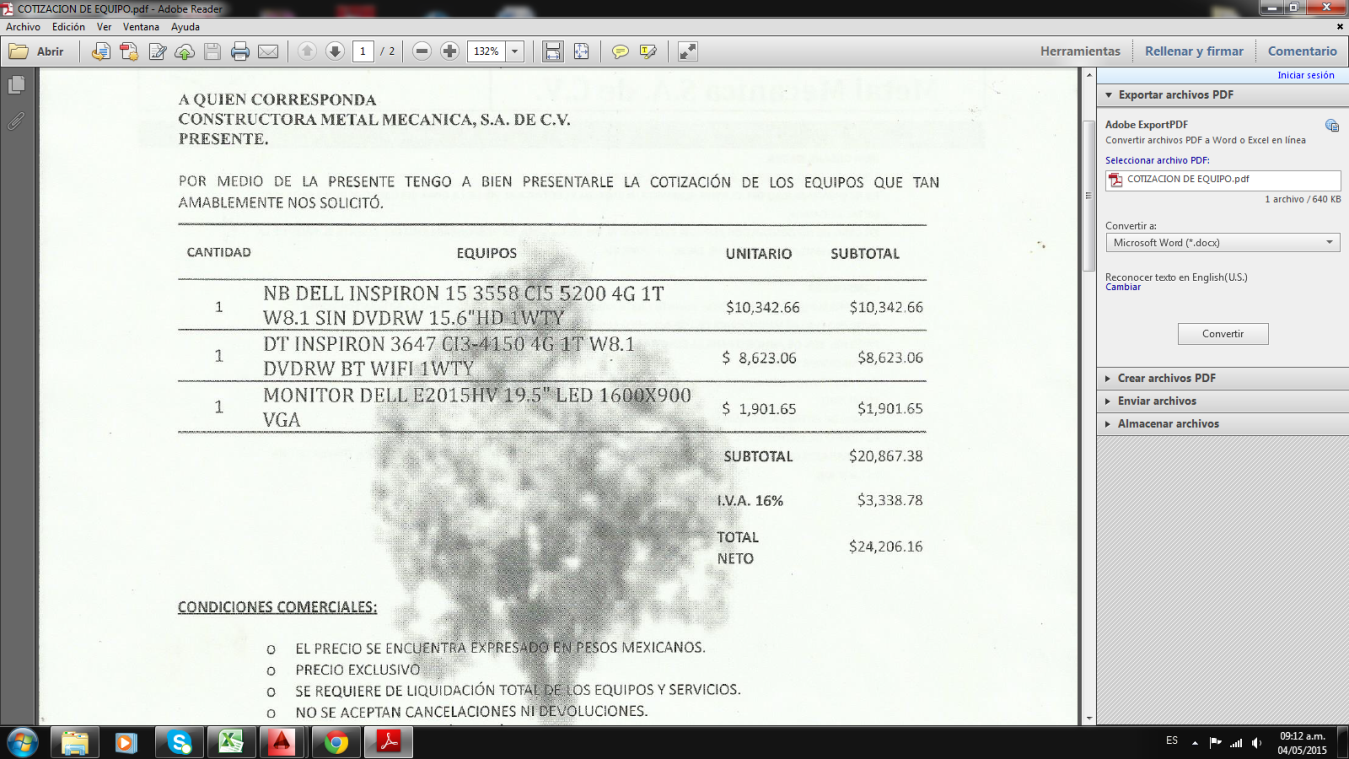 COTIZACION DE EQUIPO.pdf - Adobe Reader
Archivo Edición Ver Ventana Ayuda
Abrir 1 / 2 132% Herramientas Rellenar y firmar Comentario
Iniciar sesión
Exportar archivos PDF
Adobe ExportPDF
Convertir archivos PDF a Word o Excel en línea
Seleccionar archivo PDF:
COTIZACION DE EQUIPO.pdf
1 archivo / 640 KB
Convertir a:
Microsoft Word (*.docx)
Reconocer texto en English(U.S.)
Cambiar
Convertir
Crear archivos PDF
Enviar archivos
Almacenar archivos
A QUIEN CORRESPONDA
CONSTRUCTORA METAL MECANICA, S.A. DE C.V.
PRESENTE.
POR MEDIO DE LA PRESENTE TENGO A BIEN PRESENTARLE LA COTIZACIÓN DE LOS EQUIPOS QUE TAN
AMABLEMENTE NOS SOLICITÓ.
CANTIDAD EQUIPOS UNITARIO SUBTOTAL
1 NB DELL INSPIRON 15 3558 CI5 5200 4G 1T
W8.1 SIN DVDRW 15.6"HD 1WTY $10,342.66 $10,342.66
1 DT INSPIRON 3647 CI3-4150 4G 1T W8.1
DVDRW BT WIFI 1WTY $ 8,623.06 $8,623.06
1 MONITOR DELL E2015HV 19.5" LED 1600X900
VGA $ 1,901.65 $1,901.65
SUBTOTAL $20,867.38
I.V.A. 16% $3,338.78
TOTAL
NETO $24,206.16
CONDICIONES COMERCIALES:
o EL PRECIO SE ENCUENTRA EXPRESADO EN PESOS MEXICANOS.
o PRECIO EXCLUSIVO
o SE REQUIERE DE LIQUIDACIÓN TOTAL DE LOS EQUIPOS Y SERVICIOS.
o NO SE ACEPTAN CANCELACIONES NI DEVOLUCIONES.
ES 09:12 a.m.
04/05/2015